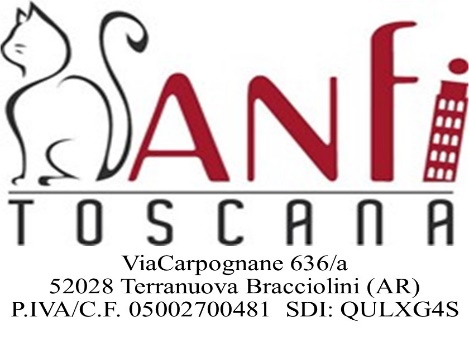 ANFi
TOSCANA
ViaCarpognane 636/a
52028 Terranuova Bracciolini (AR)
P.IVA/C.F. 05002700481 SDI: QULXG4S